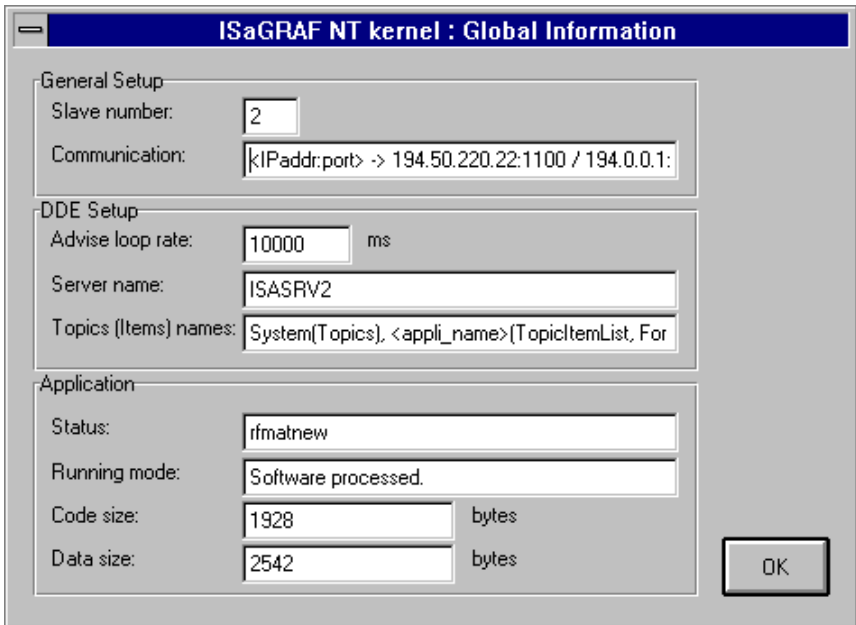 ISaGRAF NT kernel : Global Information
General Setup
Slave number: 2
Communication: <IPaddr:port> -> 194.50.220.22:1100 / 194.0.0.1:
DDE Setup
Advise loop rate: 10000 ms
Server name: ISASRV2
Topics (Items) names: System(Topics), <appli_name>(TopicItemList, For
Application
Status: rfmatnew
Running mode: Software processed.
Code size: 1928 bytes
Data size: 2542 bytes
OK